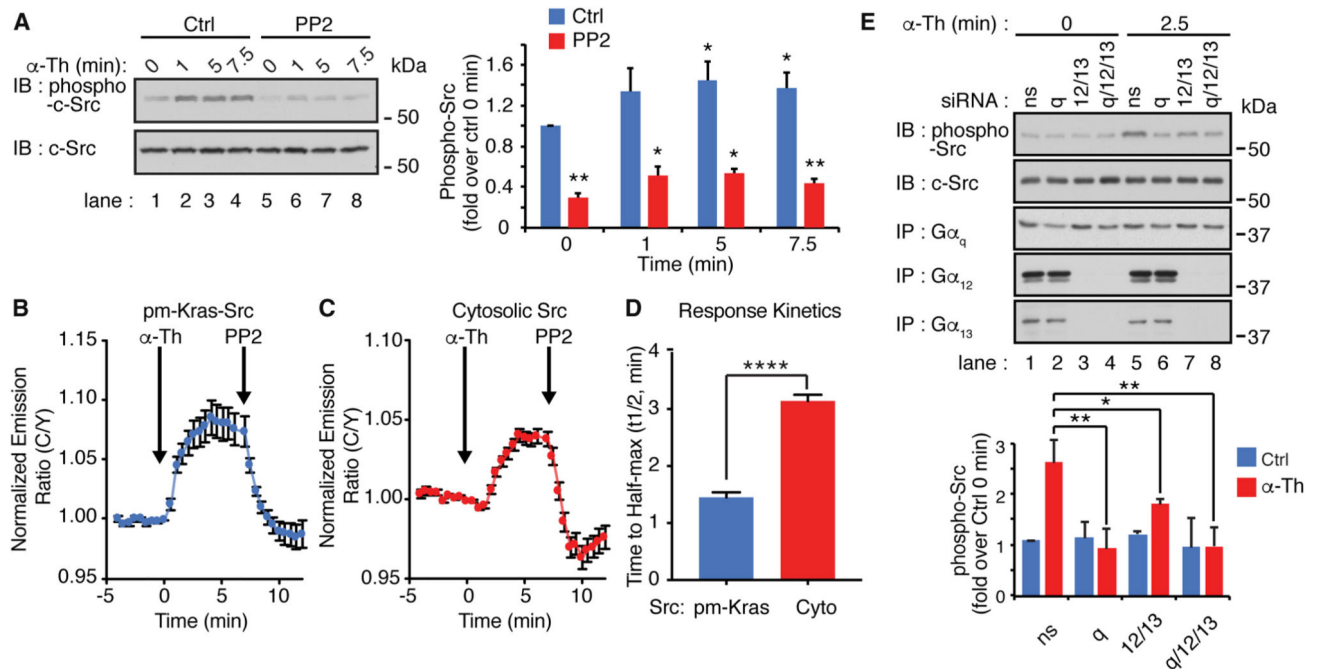 A
Ctrl PP2
α-Th (min): 0 1 5 7.5 0 1 5 7.5 kDa
IB : phospho
-c-Src
- 50
IB : c-Src
- 50
lane : 1 2 3 4 5 6 7 8
Ctrl
PP2
Phospho-Src
(fold over ctrl 0 min)
1.6
1.2
0.8
0.4
0
** * * * * **
0 1 5 7.5
Time (min)
B
pm-Kras-Src
α-Th PP2
Normalized Emission
Ratio (C/Y)
1.15
1.10
1.05
1.00
0.95
-5 0 5 10
Time (min)
C
Cytosolic Src
α-Th PP2
Normalized Emission
Ratio (C/Y)
1.10
1.05
1.00
0.95
-5 0 5 10
Time (min)
D
Response Kinetics
Time to Half-max (t1/2, min)
4
3
2
1
0
****
Src: pm-Kras Cyto
E
α-Th (min) : 0 2.5
siRNA : ns q 12/13 q/12/13 ns q 12/13 q/12/13 kDa
IB : phospho
-Src
-50
IB : c-Src
-50
IP : Gαq
-37
IP : Gα12
-37
IP : Gα13
-37
lane : 1 2 3 4 5 6 7 8
**
*
**
Ctrl
α-Th
phospho-Src
(fold over Ctrl 0 min)
3
2
1
0
ns q 12/13 q/12/13